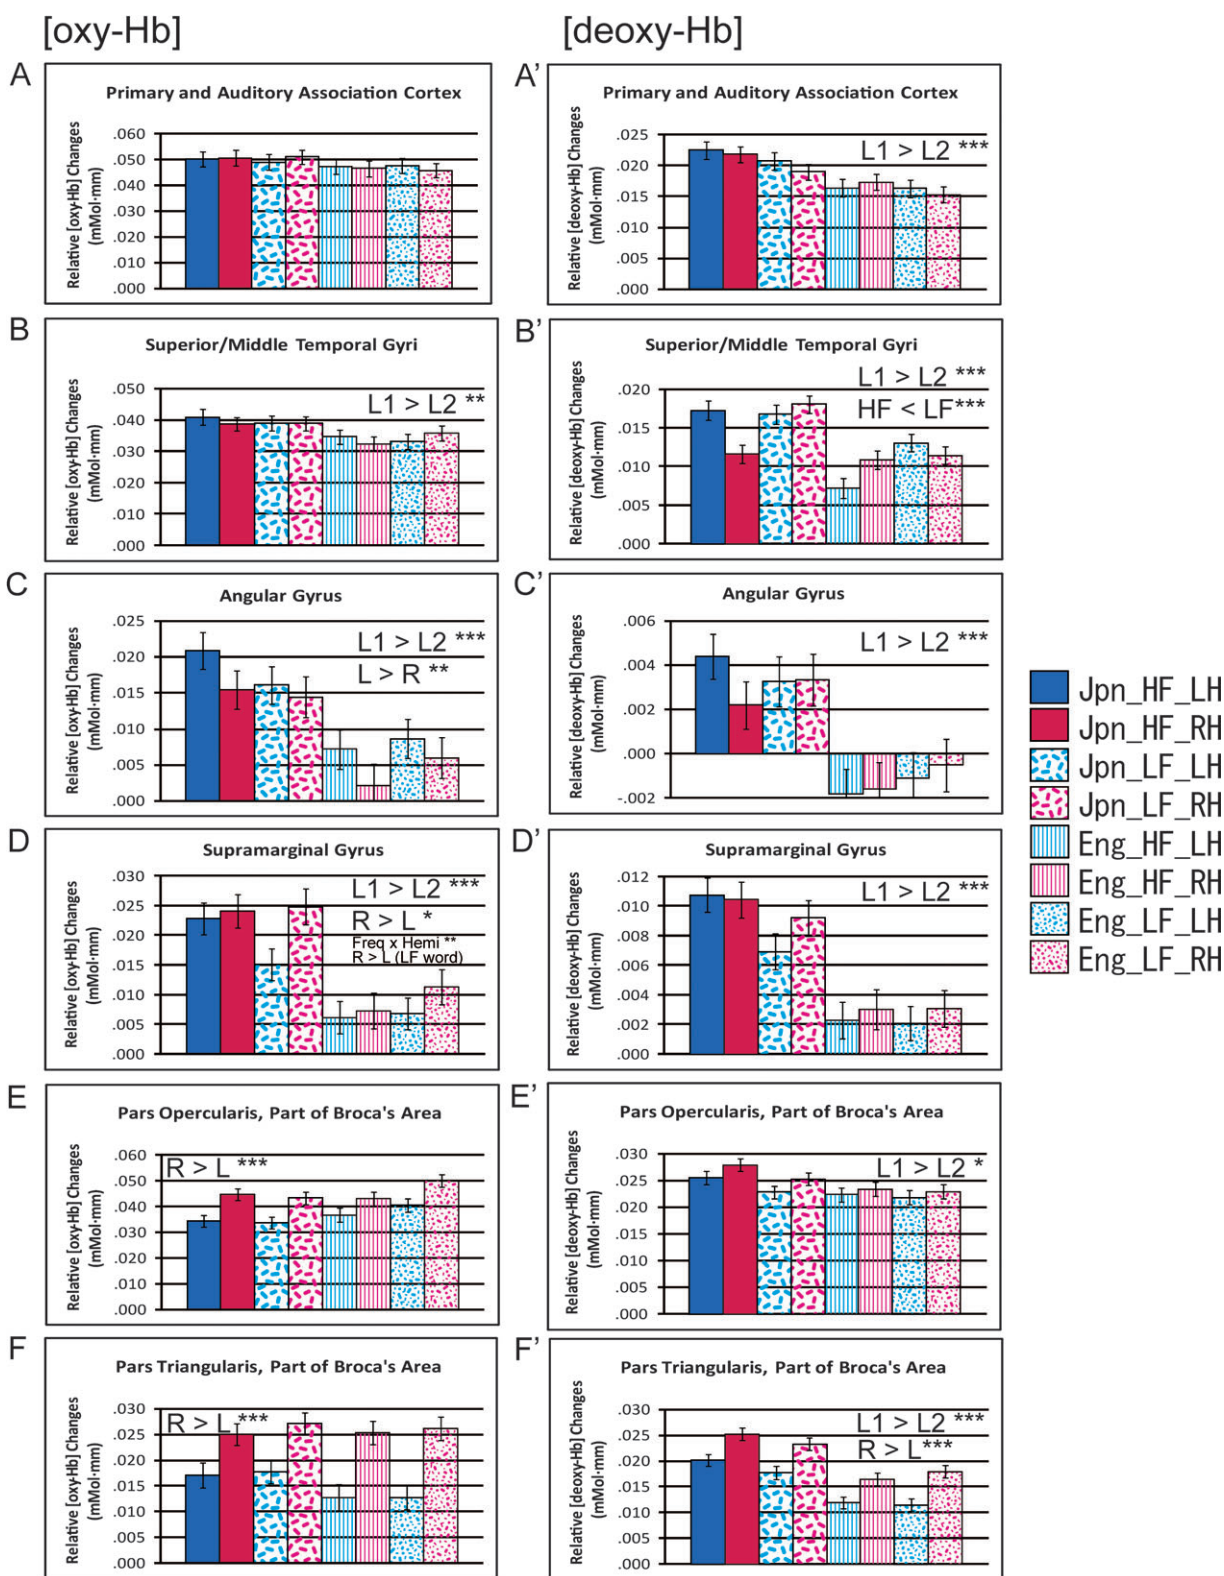 [oxy-Hb]
[deoxy-Hb]
A
Primary and Auditory Association Cortex
Relative [oxy-Hb] Changes
(mMol·mm)
.060
.050
.040
.030
.020
.010
.000
A'
Primary and Auditory Association Cortex
Relative [deoxy-Hb] Changes
(mMol·mm)
.025
.020
.015
.010
.005
.000
L1 > L2 ***
B
Superior/Middle Temporal Gyri
Relative [oxy-Hb] Changes
(mMol·mm)
.050
.040
.030
.020
.010
.000
L1 > L2 **
B'
Superior/Middle Temporal Gyri
Relative [deoxy-Hb] Changes
(mMol·mm)
.020
.015
.010
.005
.000
L1 > L2 ***
HF < LF***
C
Angular Gyrus
Relative [oxy-Hb] Changes
(mMol·mm)
.025
.020
.015
.010
.005
.000
L1 > L2 ***
L > R **
C'
Angular Gyrus
Relative [deoxy-Hb] Changes
(mMol·mm)
.006
.004
.002
.000
-.002
L1 > L2 ***
D
Supramarginal Gyrus
Relative [oxy-Hb] Changes
(mMol·mm)
.030
.025
.020
.015
.010
.005
.000
L1 > L2 ***
R > L *
Freq x Hemi **
R > L (LF word)
D'
Supramarginal Gyrus
Relative [deoxy-Hb] Changes
(mMol·mm)
.012
.010
.008
.006
.004
.002
.000
L1 > L2 ***
E
Pars Opercularis, Part of Broca's Area
Relative [oxy-Hb] Changes
(mMol·mm)
.060
.050
.040
.030
.020
.010
.000
R > L ***
E'
Pars Opercularis, Part of Broca's Area
Relative [deoxy-Hb] Changes
(mMol·mm)
.030
.025
.020
.015
.010
.005
.000
L1 > L2 *
F
Pars Triangularis, Part of Broca's Area
Relative [oxy-Hb] Changes
(mMol·mm)
.030
.025
.020
.015
.010
.005
.000
R > L ***
F'
Pars Triangularis, Part of Broca's Area
Relative [deoxy-Hb] Changes
(mMol·mm)
.030
.025
.020
.015
.010
.005
.000
L1 > L2 ***
R > L***
Jpn_HF_LH
Jpn_HF_RH
Jpn_LF_LH
Jpn_LF_RH
Eng_HF_LH
Eng_HF_RH
Eng_LF_LH
Eng_LF_RH